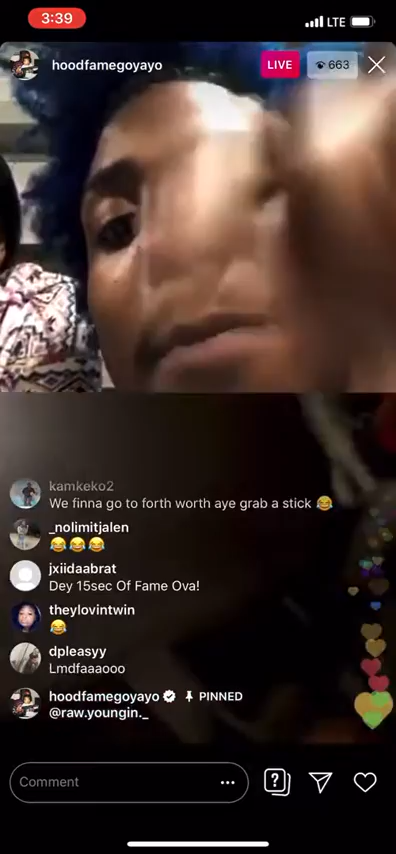 3:39
LTE
hoodfamegoyayo
LIVE
663
kamkeko2
We finna go to forth worth aye grab a stick 😂
_nolimitjalen
😂😂😂
jxiidaabrat
Dey 15sec Of Fame Ova!
theylovintwin
😂
dpleasyy
Lmdfaaaooo
hoodfamegoyayo PINNED
@raw.youngin._
Comment